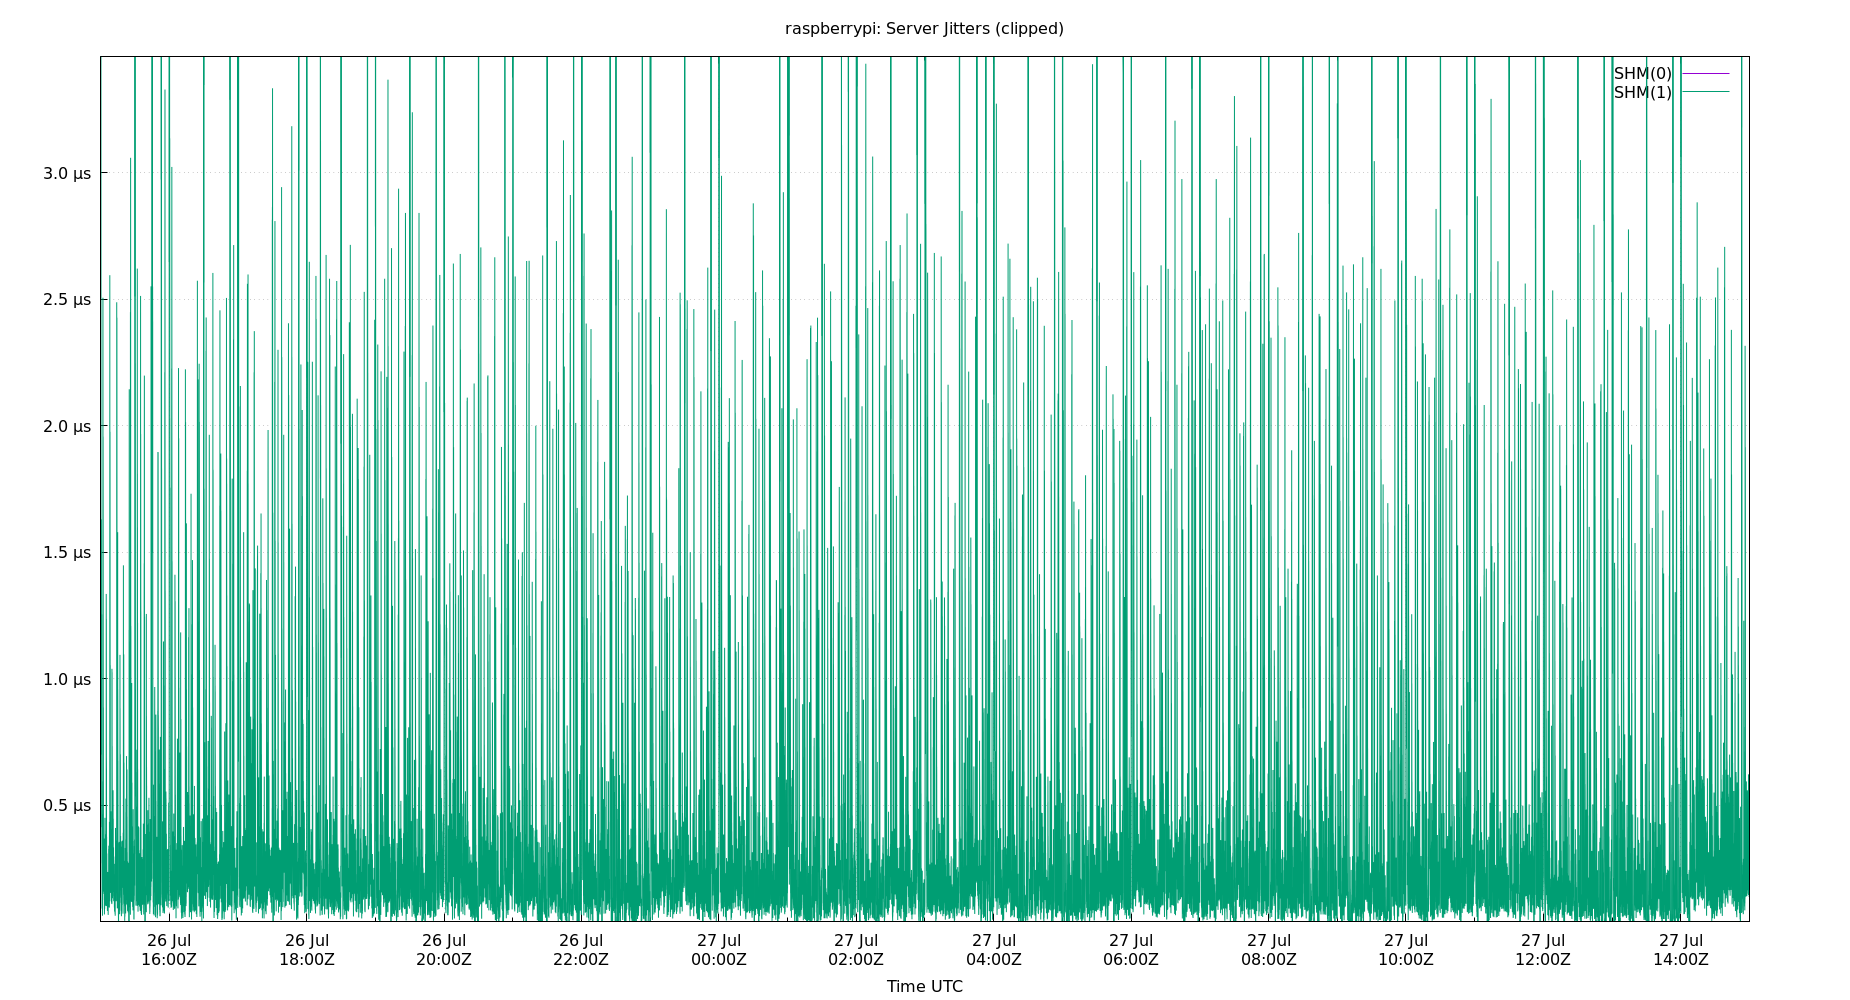 raspberrypi: Server Jitters (clipped)
SHM(0)
SHM(1)
3.0 µs
2.5 µs
2.0 µs
1.5 µs
1.0 µs
0.5 µs
26 Jul 26 Jul 26 Jul 26 Jul 27 Jul 27 Jul 27 Jul 27 Jul 27 Jul 27 Jul 27 Jul 27 Jul
16:00Z 18:00Z 20:00Z 22:00Z 00:00Z 02:00Z 04:00Z 06:00Z 08:00Z 10:00Z 12:00Z 14:00Z
Time UTC